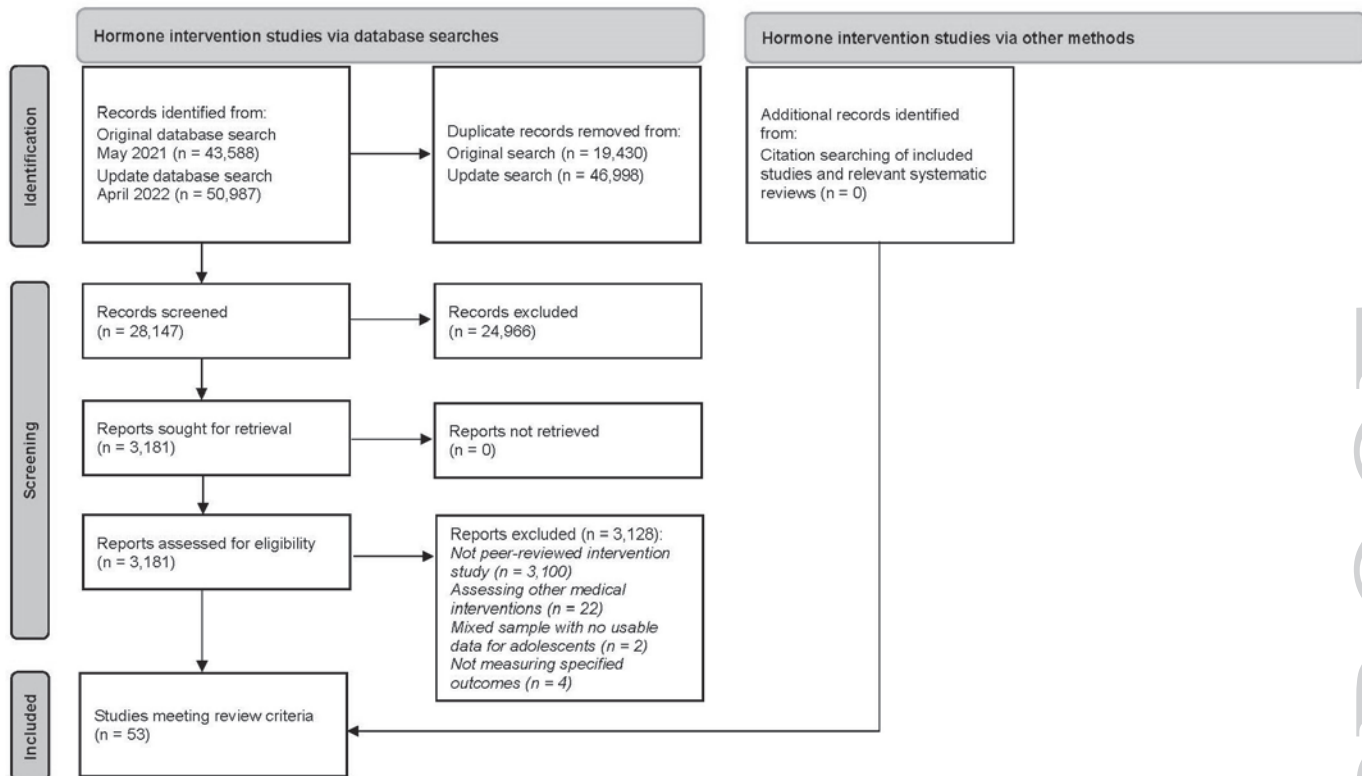 Hormone intervention studies via database searches
Hormone intervention studies via other methods
Identification
Records identified from:
Original database search
May 2021 (n = 43,588)
Update database search
April 2022 (n = 50,987)
Duplicate records removed from:
Original search (n = 19,430)
Update search (n = 46,998)
Additional records identified
from:
Citation searching of included
studies and relevant systematic
reviews (n = 0)
Screening
Records screened
(n = 28,147)
Records excluded
(n = 24,966)
Reports sought for retrieval
(n = 3,181)
Reports not retrieved
(n = 0)
Reports assessed for eligibility
(n = 3,181)
Reports excluded (n = 3,128):
Not peer-reviewed intervention
study (n = 3,100)
Assessing other medical
interventions (n = 22)
Mixed sample with no usable
data for adolescents (n = 2)
Not measuring specified
outcomes (n = 4)
Included
Studies meeting review criteria
(n = 53)